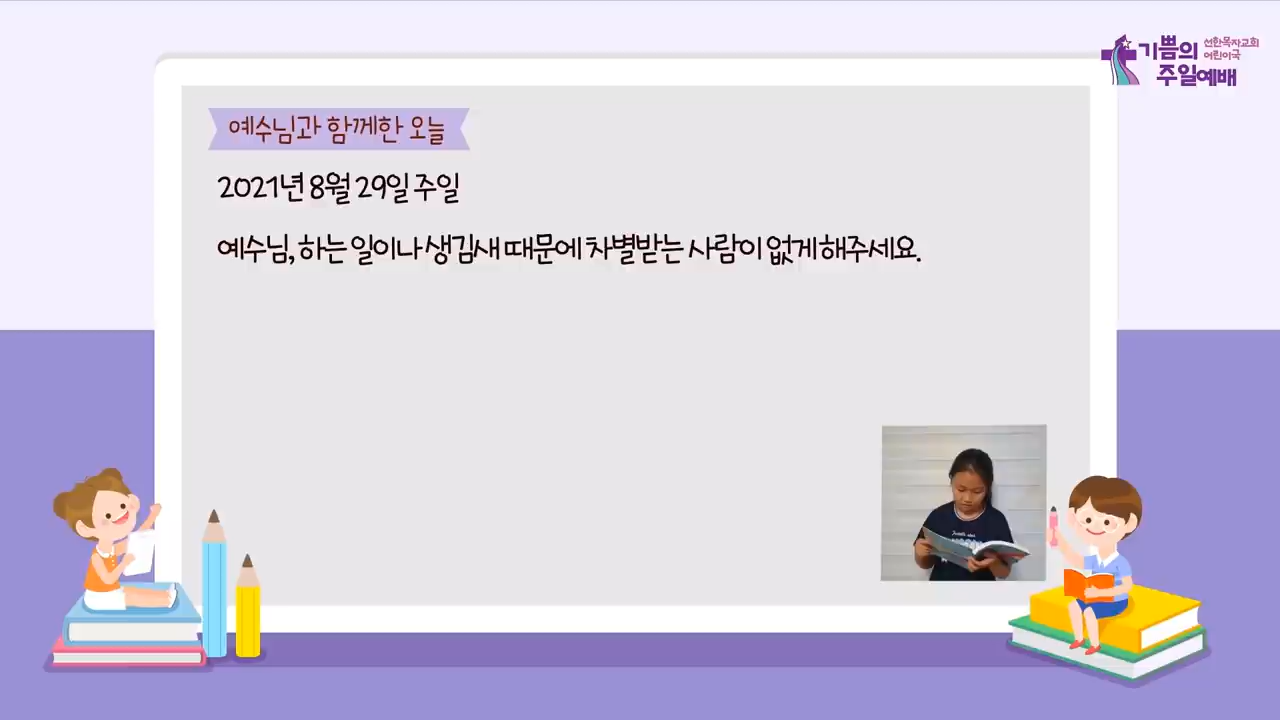 기쁨의 선한목자교회
주일예배 어린이국
예수님과 함께한 오늘
2021년 8월 29일 주일
예수님, 하는 일이나 생김새 때문에 차별받는 사람이 없게 해주세요.